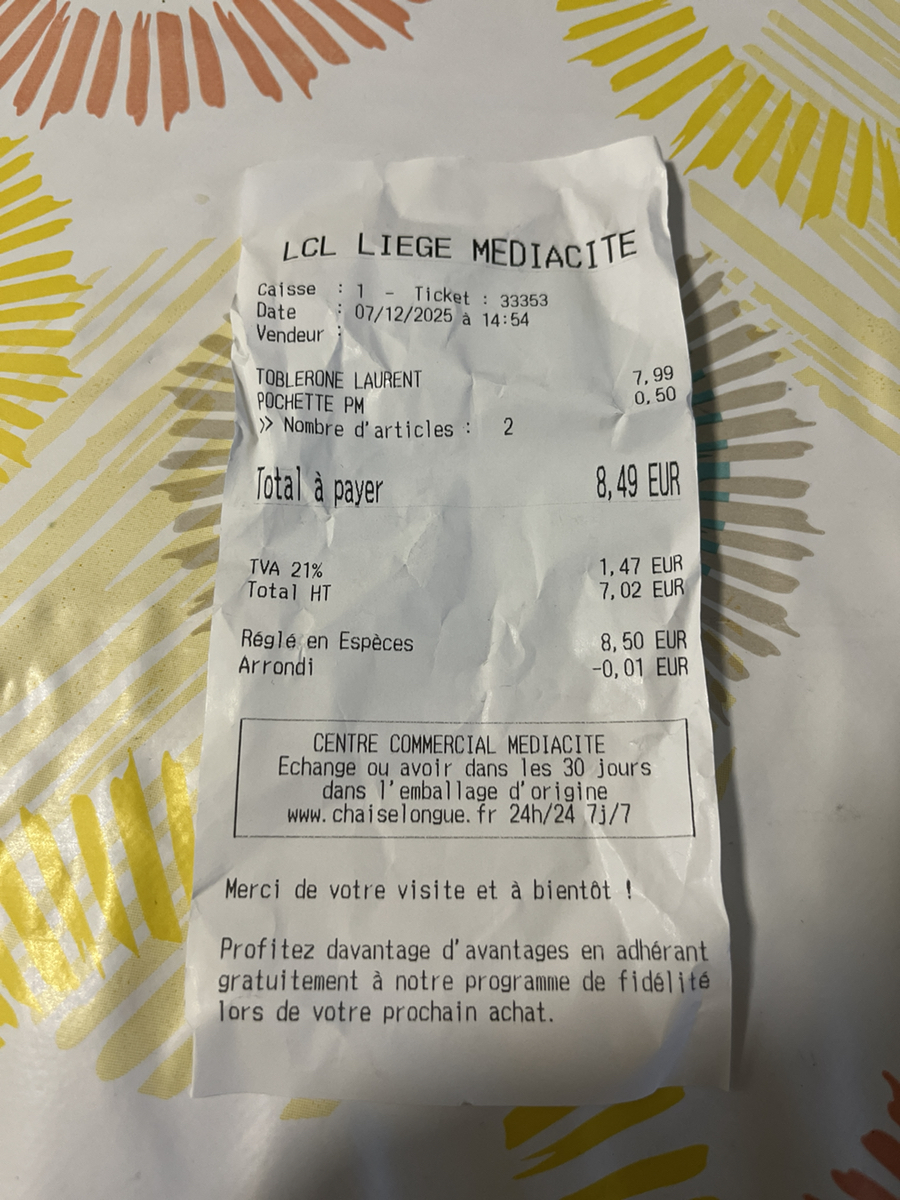 LCL LIEGE MEDIACITE
Caisse : 1 - Ticket : 33353
Date : 07/12/2025 à 14:54
Vendeur :
TOBLERONE LAURENT 7,99
POCHETTE PM 0,50
>> Nombre d'articles : 2
Total à payer 8,49 EUR
TVA 21% 1,47 EUR
Total HT 7,02 EUR
Réglé en Espèces 8,50 EUR
Arrondi -0,01 EUR
CENTRE COMMERCIAL MEDIACITE
Echange ou avoir dans les 30 jours
dans l'emballage d'origine
www.chaiselongue.fr 24h/24 7j/7
Merci de votre visite et à bientôt !
Profitez davantage d'avantages en adhérant
gratuitement à notre programme de fidélité
lors de votre prochain achat.